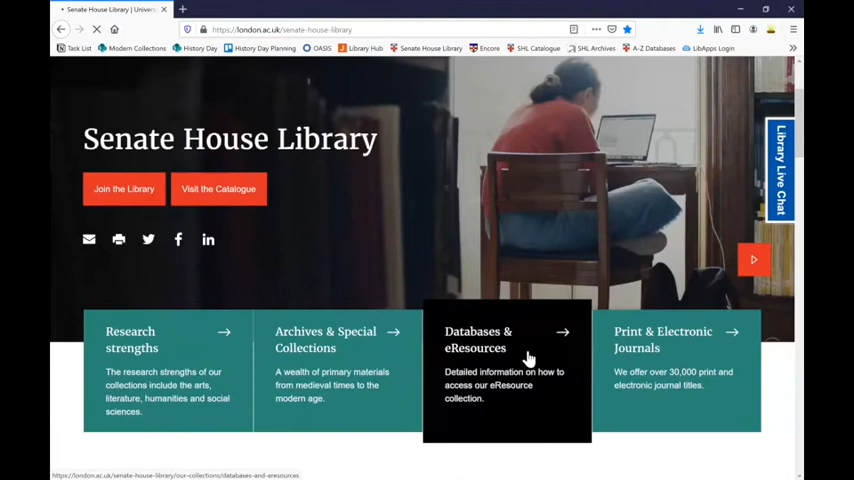 Senate House Library | Univers
https://london.ac.uk/senate-house-library
Task List
Modern Collections
History Day
History Day Planning
OASIS
Library Hub
Senate House Library
Encore
SHL Catalogue
SHL Archives
A-Z Databases
LibApps Login
Senate House Library
Join the Library
Visit the Catalogue
Library Live Chat
Research
strengths
The research strengths of our
collections include the arts,
literature, humanities and social
sciences.
Archives & Special
Collections
A wealth of primary materials
from medieval times to the
modern age.
Databases &
eResources
Detailed information on how to
access our eResource
collection.
Print & Electronic
Journals
We offer over 30,000 print and
electronic journal titles.
https://london.ac.uk/senate-house-library/our-collections/databases-and-eresources